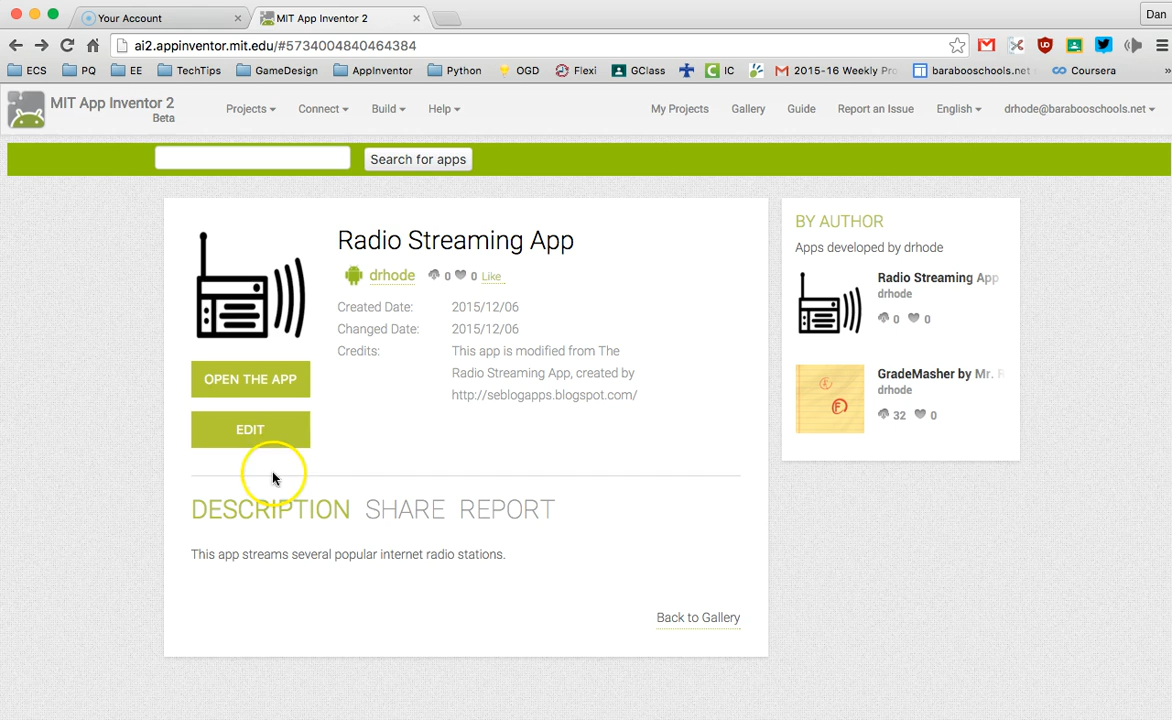 Your Account
MIT App Inventor 2
Dan
ai2.appinventor.mit.edu/#5734004840464384
ECS PQ EE TechTips GameDesign AppInventor Python OGD Flexi GClass IC 2015-16 Weekly Pro barabooschools.net Coursera »
MIT App Inventor 2
Beta
Projects Connect Build Help My Projects Gallery Guide Report an Issue English drhode@barabooschools.net
Search for apps
Radio Streaming App
drhode 0 0 Like
Created Date: 2015/12/06
Changed Date: 2015/12/06
Credits: This app is modified from The
Radio Streaming App, created by
http://seblogapps.blogspot.com/
OPEN THE APP
EDIT
DESCRIPTION SHARE REPORT
This app streams several popular internet radio stations.
Back to Gallery
BY AUTHOR
Apps developed by drhode
Radio Streaming App
drhode
0 0
GradeMasher by Mr. R
drhode
32 0